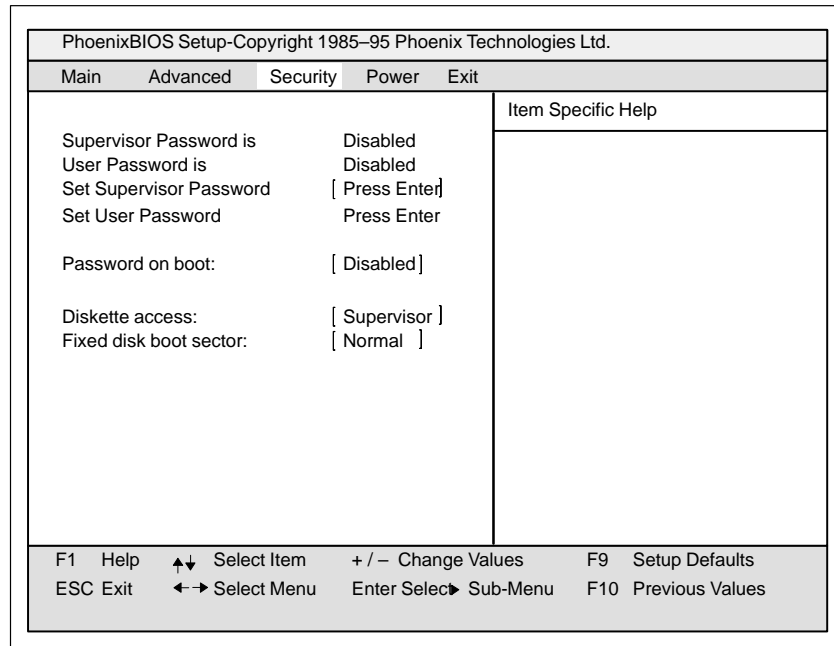 PhoenixBIOS Setup-Copyright 1985–95 Phoenix Technologies Ltd.
Main Advanced Security Power Exit
Item Specific Help
Supervisor Password is Disabled
User Password is Disabled
Set Supervisor Password [ Press Enter]
Set User Password Press Enter
Password on boot: [ Disabled ]
Diskette access: [ Supervisor ]
Fixed disk boot sector: [ Normal ]
F1 Help ↑↓ Select Item + / – Change Values F9 Setup Defaults
ESC Exit ←→ Select Menu Enter Select ▶ Sub-Menu F10 Previous Values